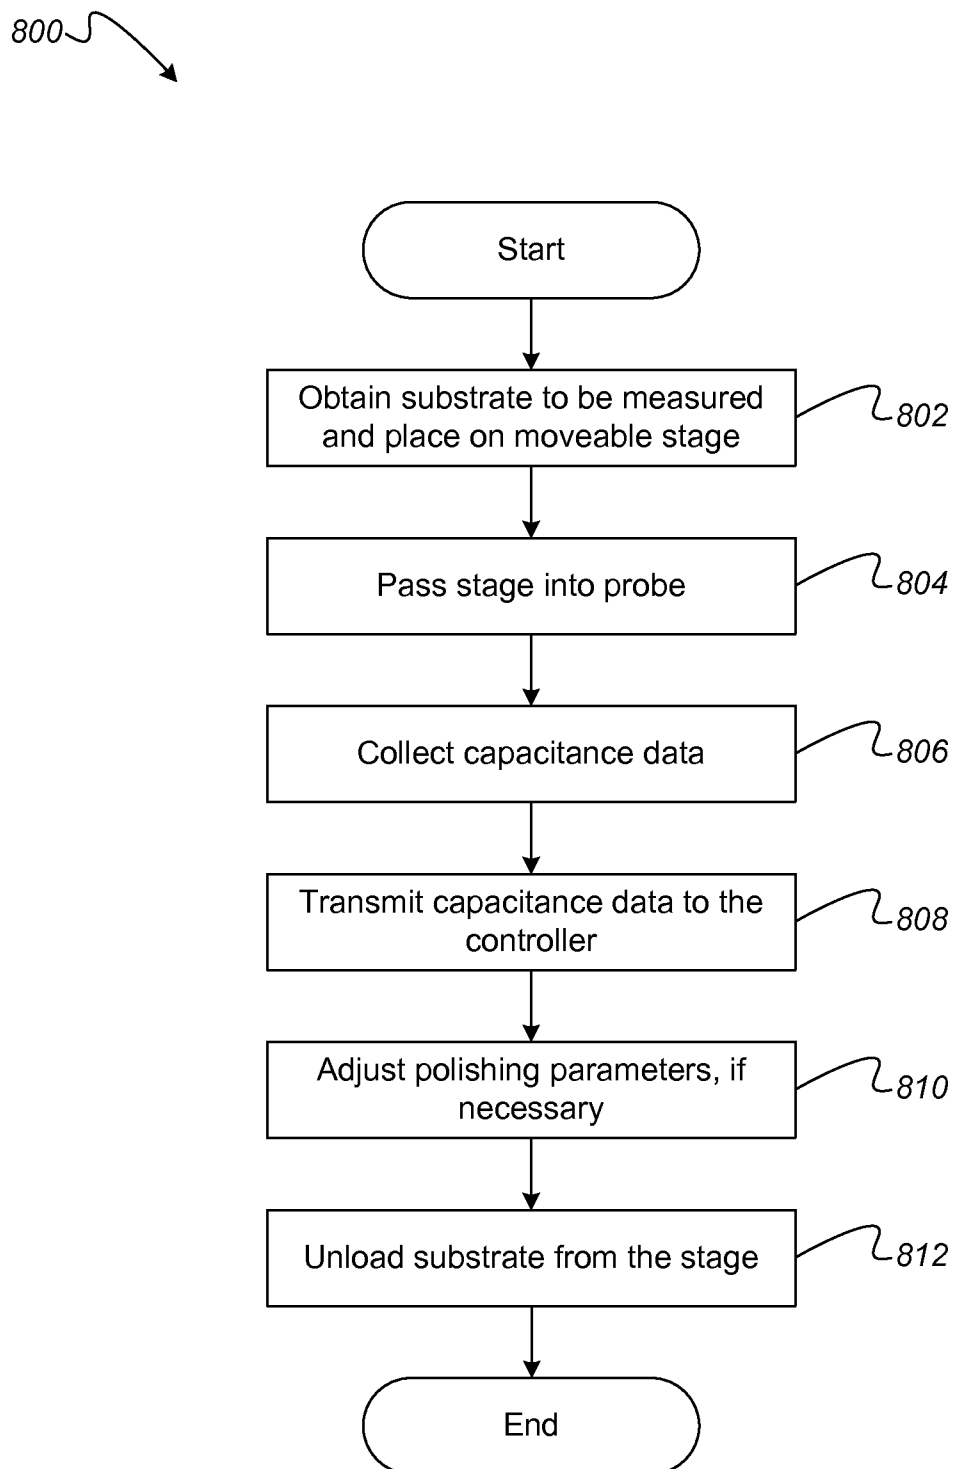 800
Start
Obtain substrate to be measured
and place on moveable stage
802
Pass stage into probe
804
Collect capacitance data
806
Transmit capacitance data to the
controller
808
Adjust polishing parameters, if
necessary
810
Unload substrate from the stage
812
End